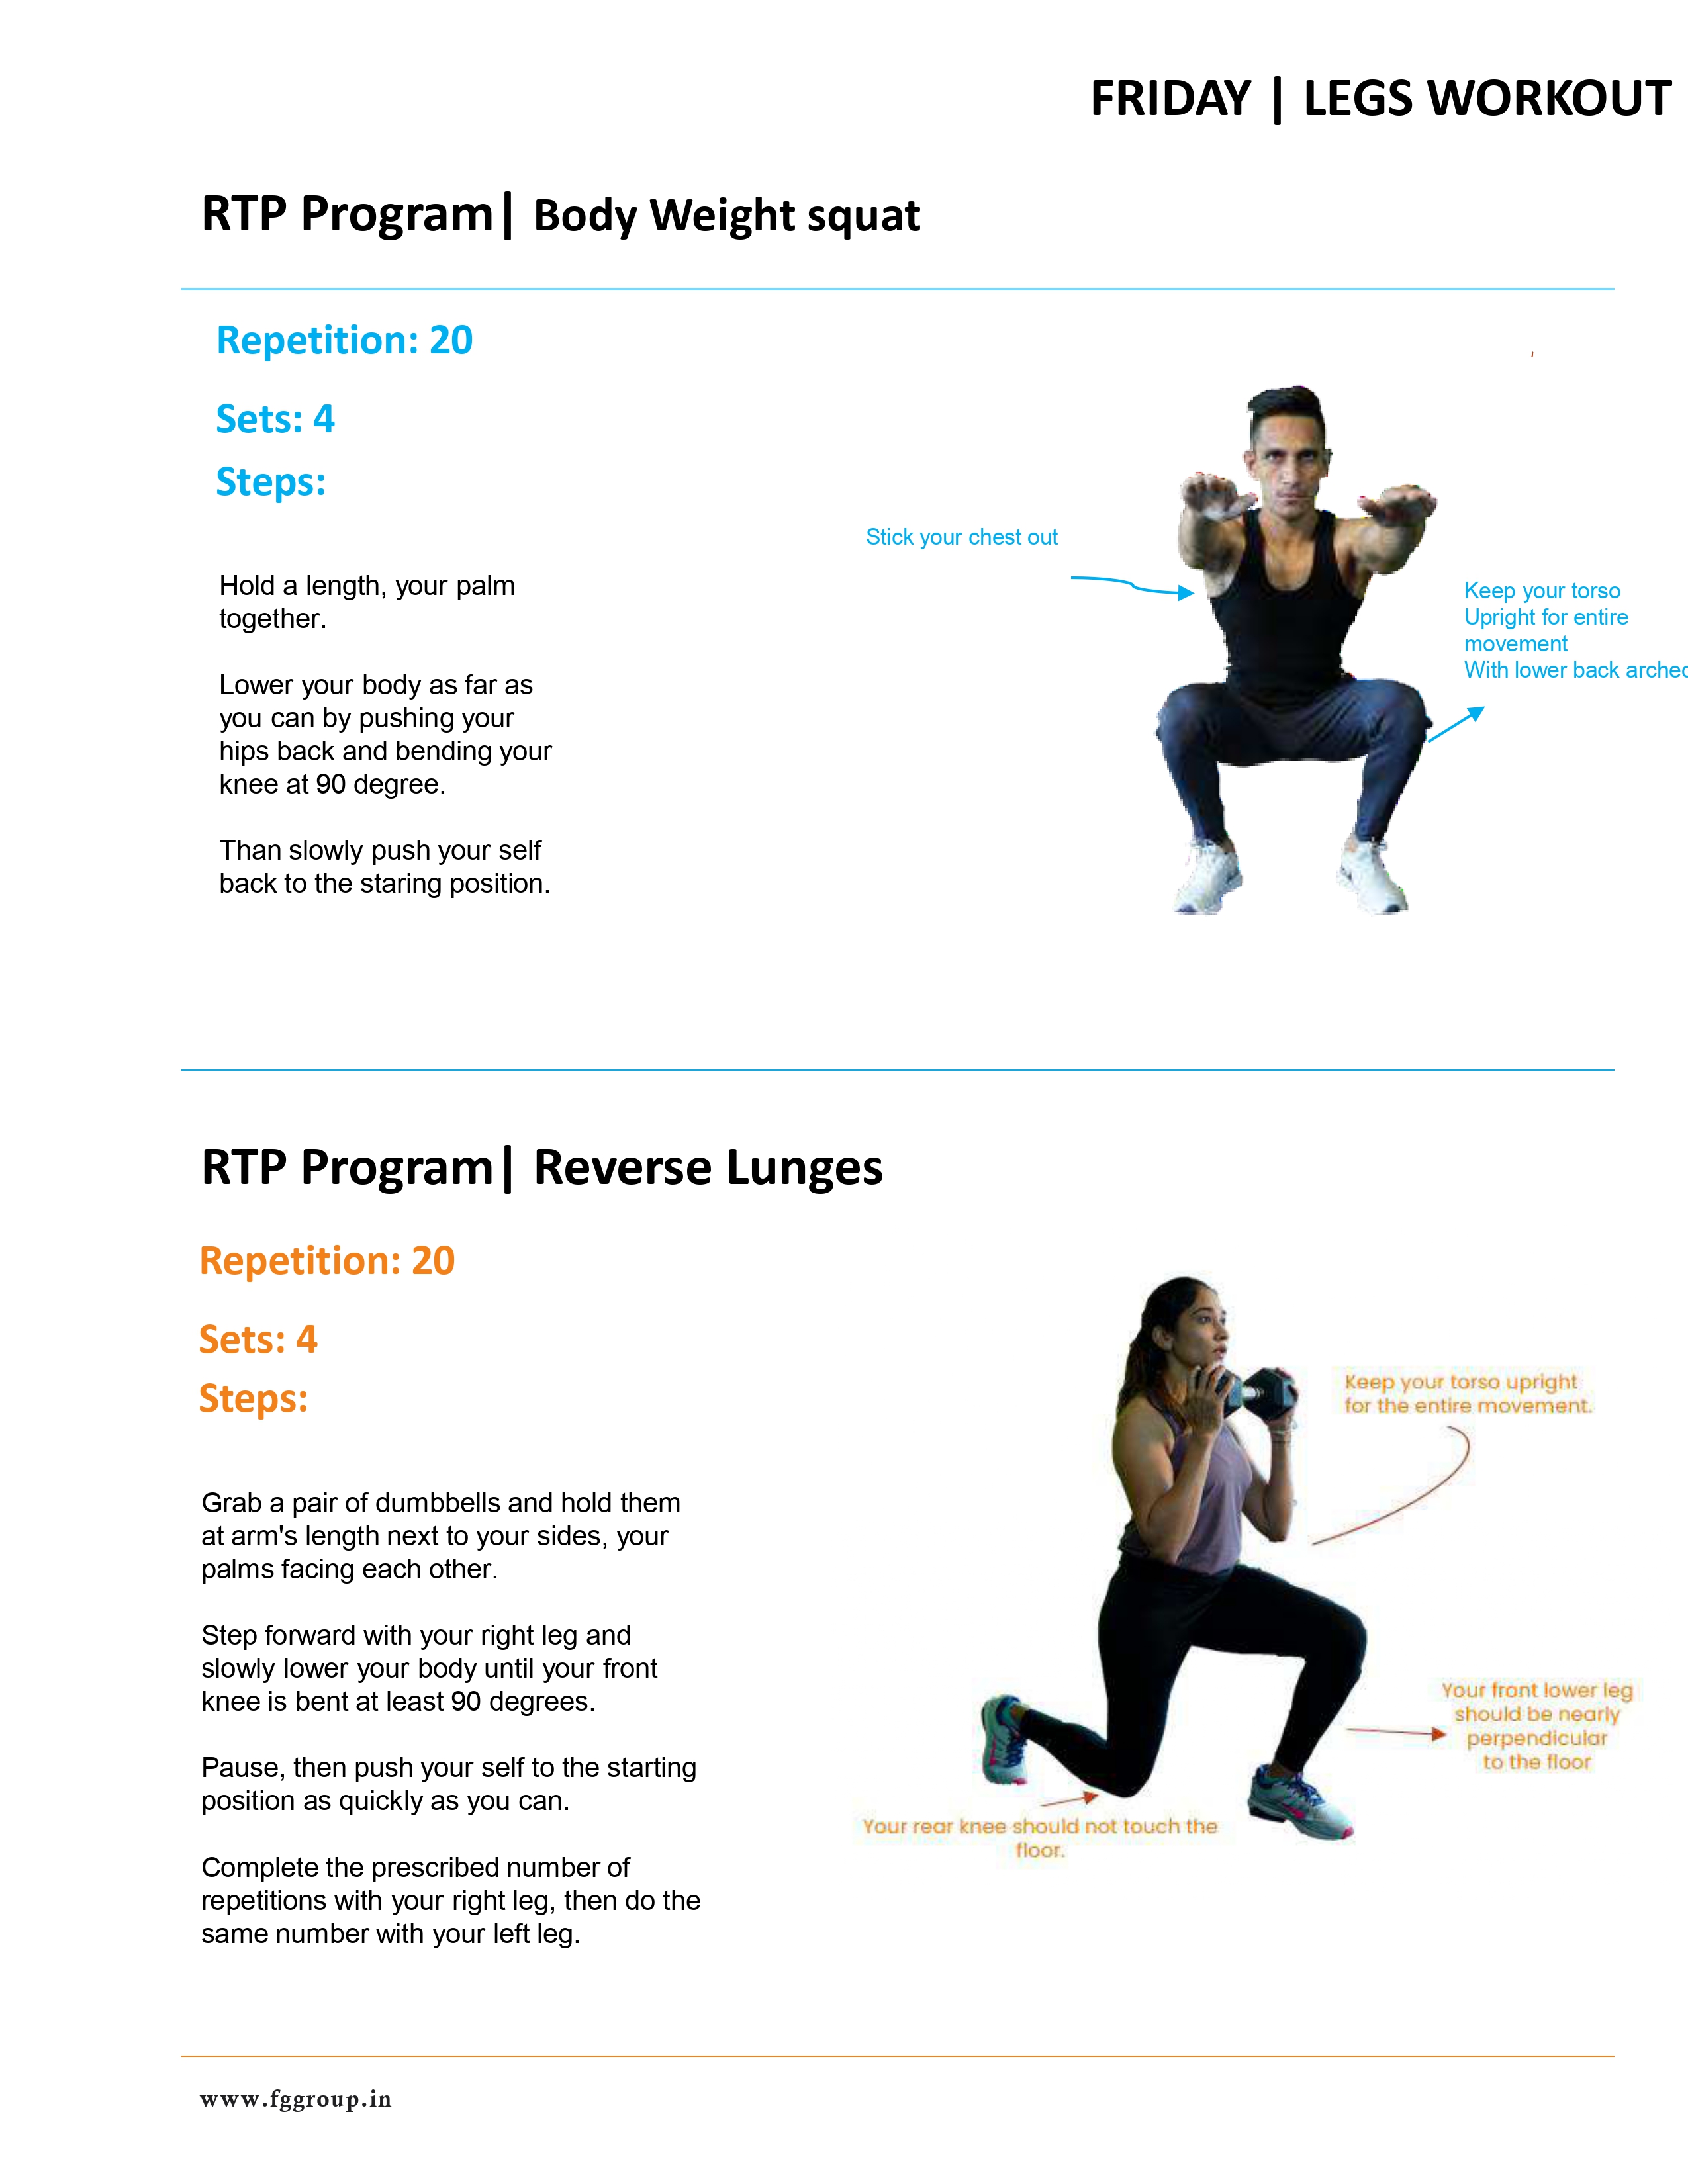 FRIDAY | LEGS WORKOUT
RTP Program| Body Weight squat
Repetition: 20
Sets: 4
Steps:
Hold a length, your palm
together.
Lower your body as far as
you can by pushing your
hips back and bending your
knee at 90 degree.
Than slowly push your self
back to the staring position.
Stick your chest out
Keep your torso
Upright for entire
movement
With lower back arched
RTP Program| Reverse Lunges
Repetition: 20
Sets: 4
Steps:
Grab a pair of dumbbells and hold them
at arm's length next to your sides, your
palms facing each other.
Step forward with your right leg and
slowly lower your body until your front
knee is bent at least 90 degrees.
Pause, then push your self to the starting
position as quickly as you can.
Complete the prescribed number of
repetitions with your right leg, then do the
same number with your left leg.
Keep your torso upright
for the entire movement.
Your front lower leg
should be nearly
perpendicular
to the floor
Your rear knee should not touch the
floor.
www.fggroup.in